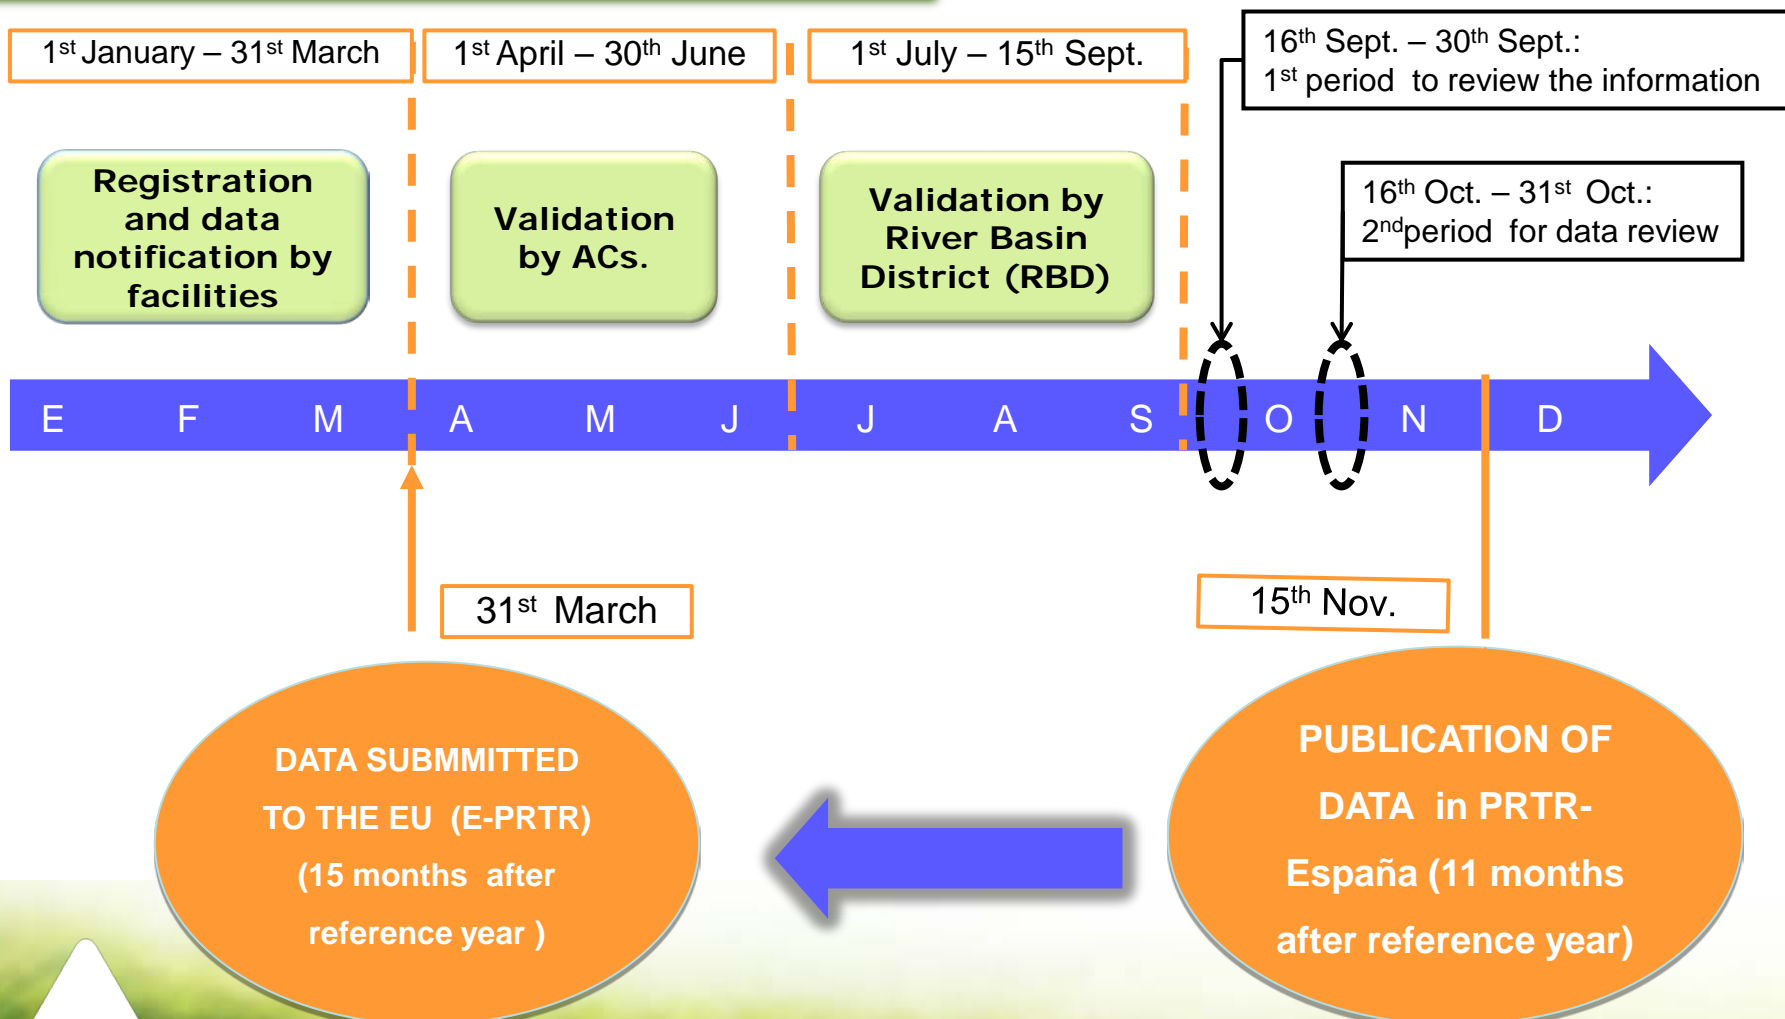 1st January – 31st March
1st April – 30th June
1st July – 15th Sept.
16th Sept. – 30th Sept.:
1st period to review the information
16th Oct. – 31st Oct.:
2ndperiod for data review
Registration
and data
notification by
facilities
Validation
by ACs.
Validation by
River Basin
District (RBD)
E F M A M J J A S O N D
31st March
15th Nov.
DATA SUBMMITTED
TO THE EU (E-PRTR)
(15 months after
reference year )
PUBLICATION OF
DATA in PRTR-
España (11 months
after reference year)